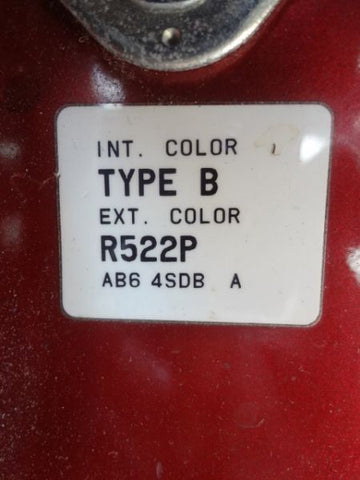 INT. COLOR
TYPE B
EXT. COLOR
R522P
AB6 4SDB A